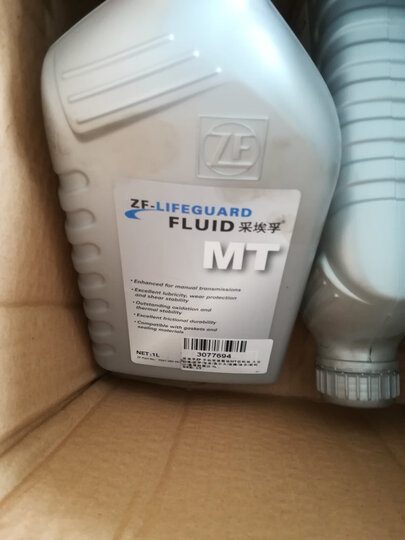 ZF
ZF-LIFEGUARD
FLUID 采埃孚
MT
• Enhanced for manual transmissions
• Excellent lubricity, wear protection
and shear stability
• Outstanding oxidation and
thermal stability
• Excellent frictional durability
• Compatible with gaskets and
sealing materials
NET: 1L
3077694